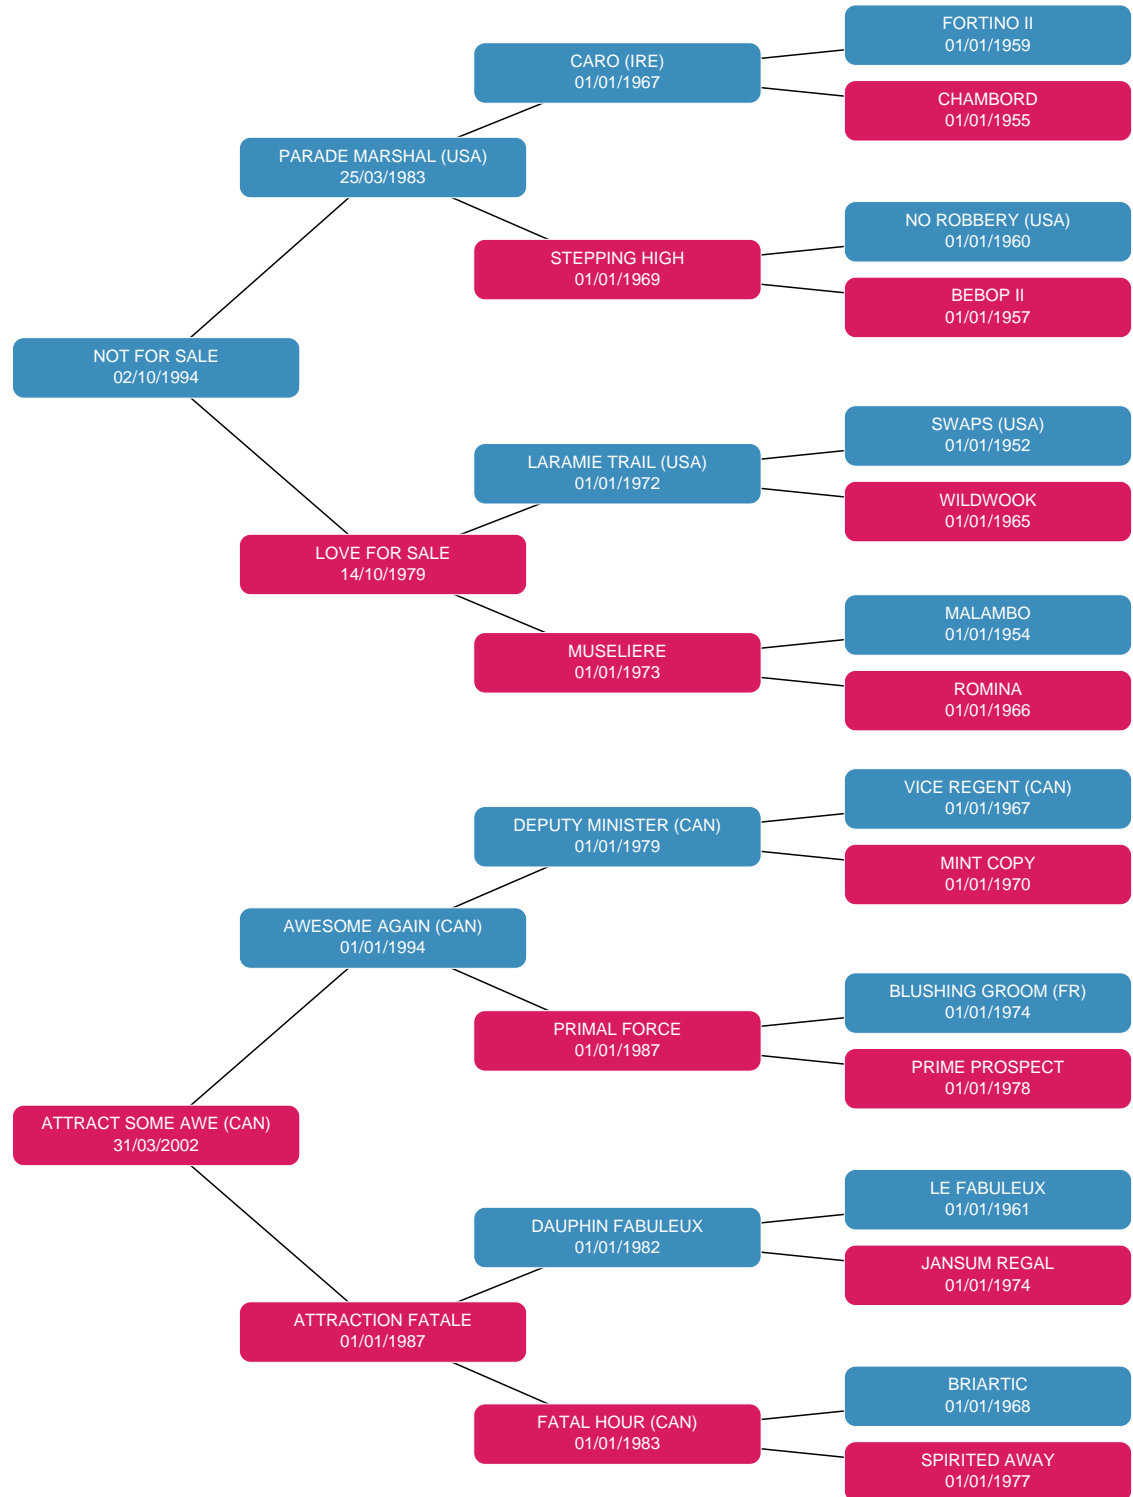 FORTINO II
01/01/1959
CARO (IRE)
01/01/1967
CHAMBORD
01/01/1955
PARADE MARSHAL (USA)
25/03/1983
NO ROBBERY (USA)
01/01/1960
STEPPING HIGH
01/01/1969
BEBOP II
01/01/1957
NOT FOR SALE
02/10/1994
SWAPS (USA)
01/01/1952
LARAMIE TRAIL (USA)
01/01/1972
WILDWOOK
01/01/1965
LOVE FOR SALE
14/10/1979
MALAMBO
01/01/1954
MUSELIERE
01/01/1973
ROMINA
01/01/1966
VICE REGENT (CAN)
01/01/1967
DEPUTY MINISTER (CAN)
01/01/1979
MINT COPY
01/01/1970
AWESOME AGAIN (CAN)
01/01/1994
BLUSHING GROOM (FR)
01/01/1974
PRIMAL FORCE
01/01/1987
PRIME PROSPECT
01/01/1978
ATTRACT SOME AWE (CAN)
31/03/2002
LE FABULEUX
01/01/1961
DAUPHIN FABULEUX
01/01/1982
JANSUM REGAL
01/01/1974
ATTRACTION FATALE
01/01/1987
BRIARTIC
01/01/1968
FATAL HOUR (CAN)
01/01/1983
SPIRITED AWAY
01/01/1977